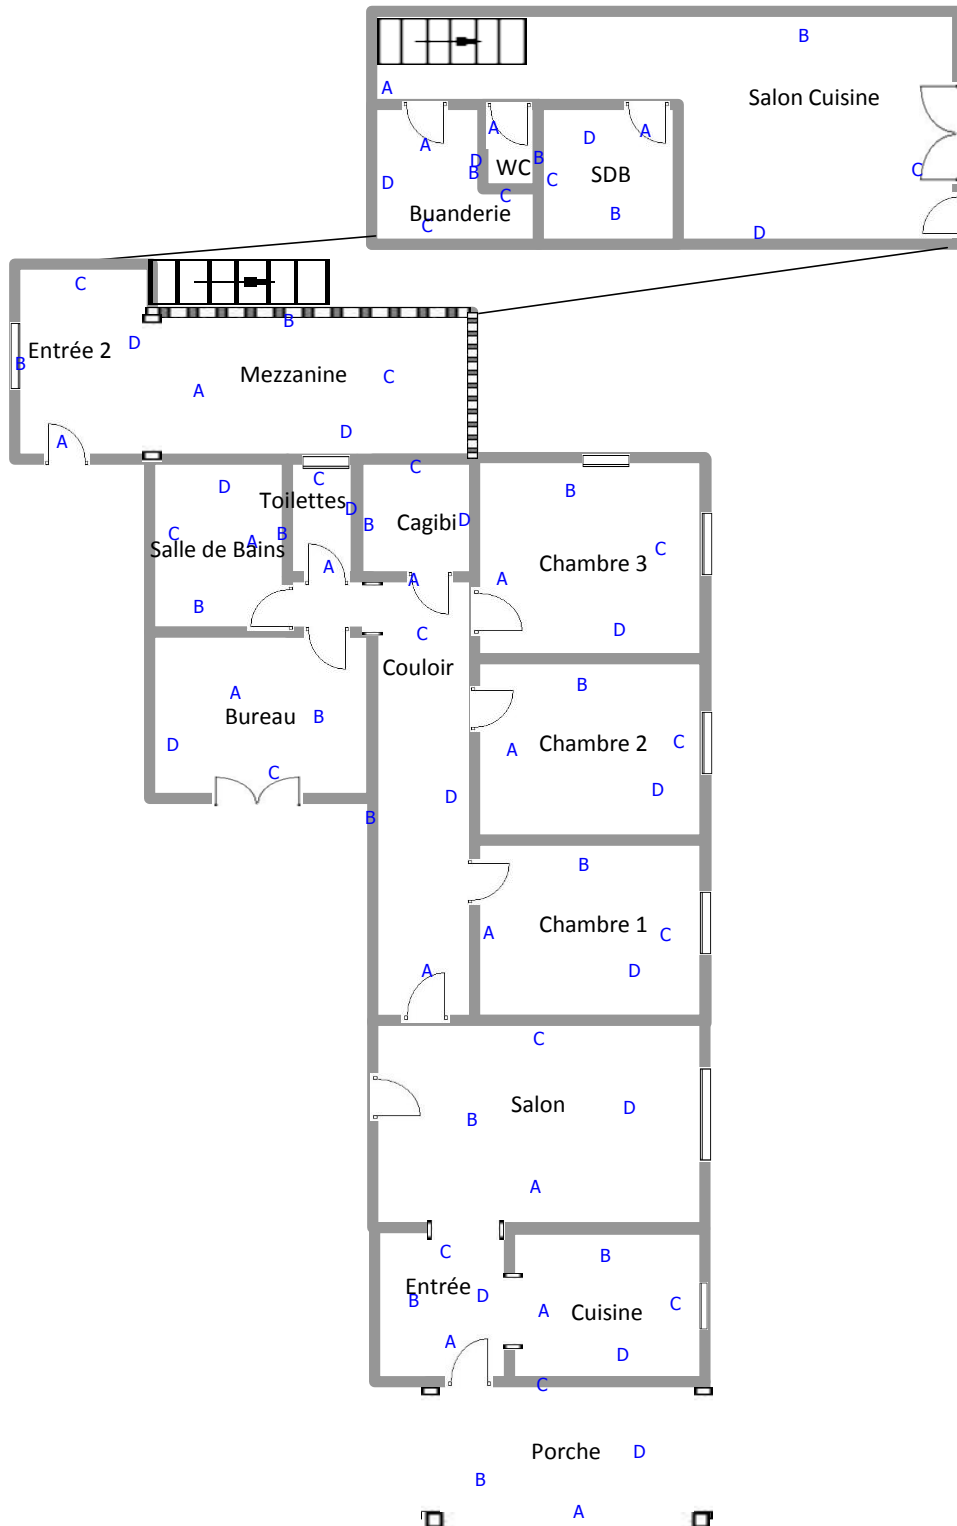 B
A
Salon Cuisine
A
D
A
A
D
B
WC
B
C
SDB
C
D
C
B
Buanderie
C
D
C
B
Entrée 2
D
B
Mezzanine
C
A
D
A
C
D
C
Toilettes
B
D
C
Salle de Bains
A
B
B
Cagibi
D
C
Chambre 3
A
A
A
B
C
D
Couloir
B
A
Bureau
B
D
C
A
Chambre 2
C
D
D
B
B
A
Chambre 1
C
A
D
C
Salon
D
B
A
C
B
Entrée
D
B
A
Cuisine
C
A
D
C
Porche
D
B
A